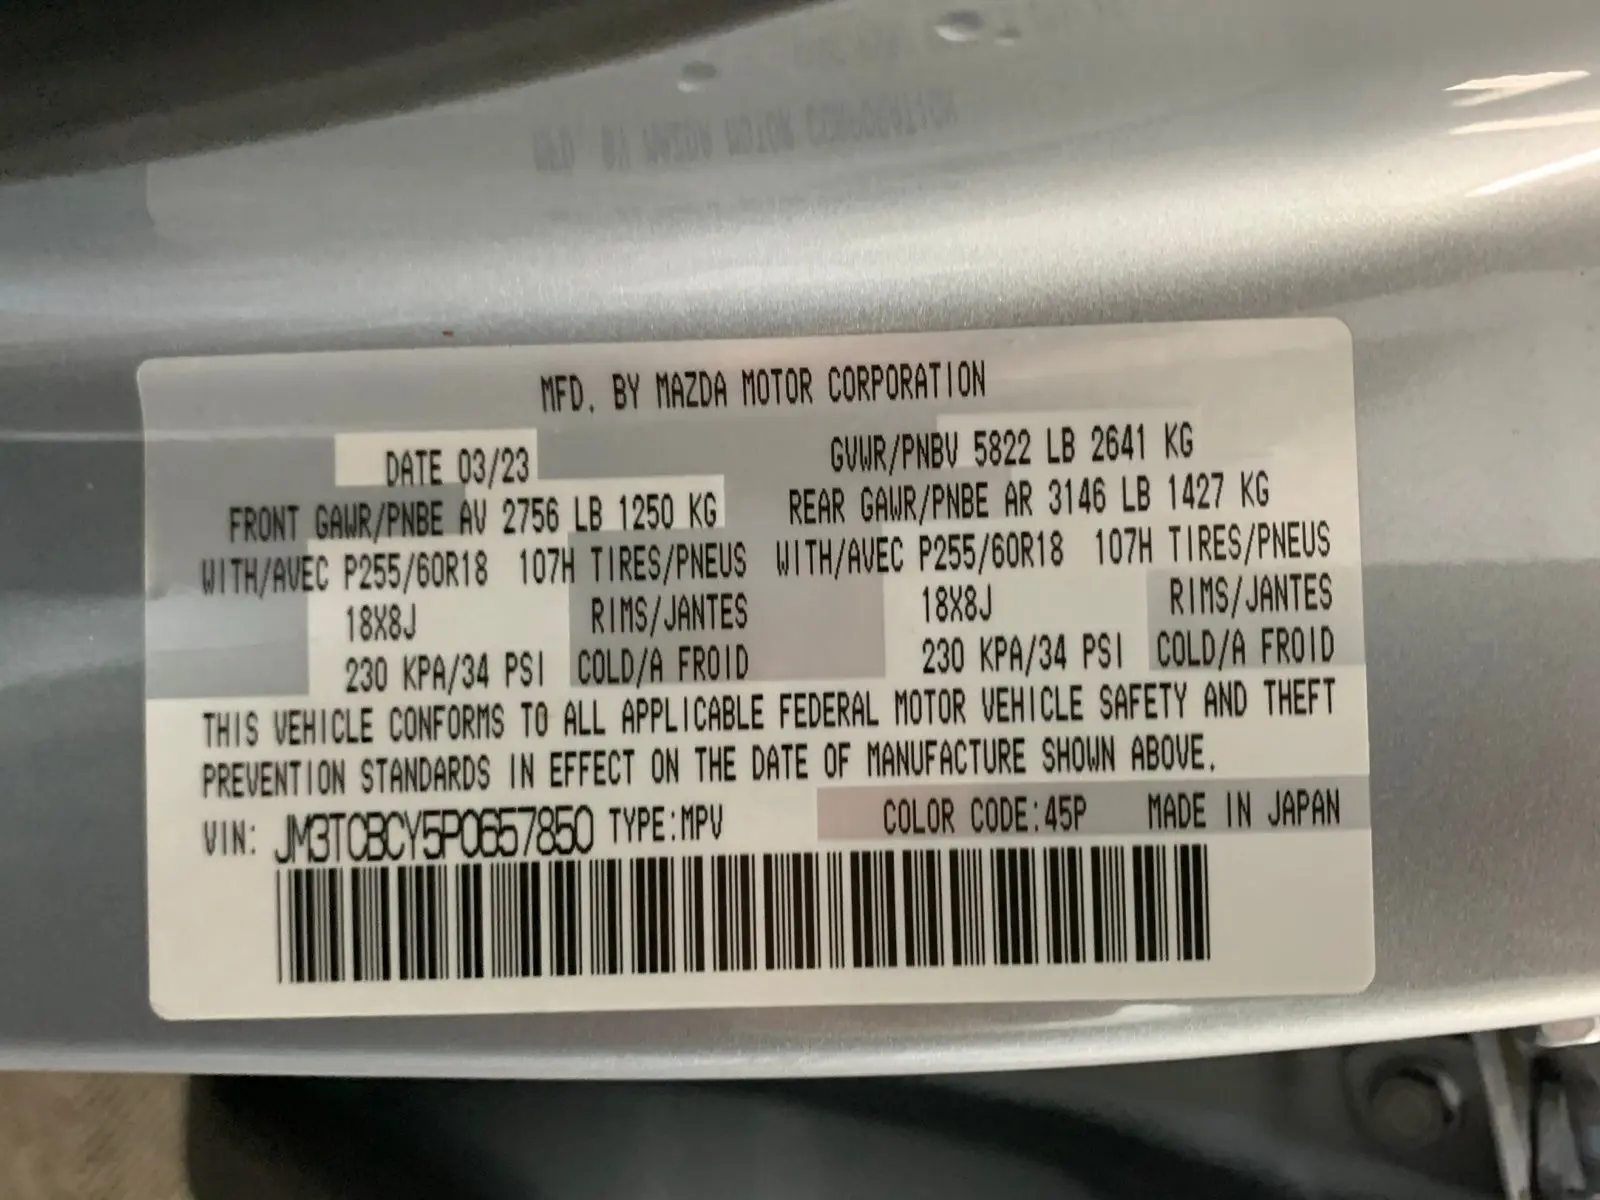 MFD. BY MAZDA MOTOR CORPORATION
DATE 03/23
GVWR/PNBV 5822 LB 2641 KG
FRONT GAWR/PNBE AV 2756 LB 1250 KG
REAR GAWR/PNBE AR 3146 LB 1427 KG
WITH/AVEC P255/60R18 107H TIRES/PNEUS
WITH/AVEC P255/60R18 107H TIRES/PNEUS
18X8J RIMS/JANTES
18X8J RIMS/JANTES
230 KPA/34 PSI COLD/A FROID
230 KPA/34 PSI COLD/A FROID
THIS VEHICLE CONFORMS TO ALL APPLICABLE FEDERAL MOTOR VEHICLE SAFETY AND THEFT
PREVENTION STANDARDS IN EFFECT ON THE DATE OF MANUFACTURE SHOWN ABOVE.
VIN: JM3TCBCY5P0657850 TYPE:MPV COLOR CODE:45P MADE IN JAPAN